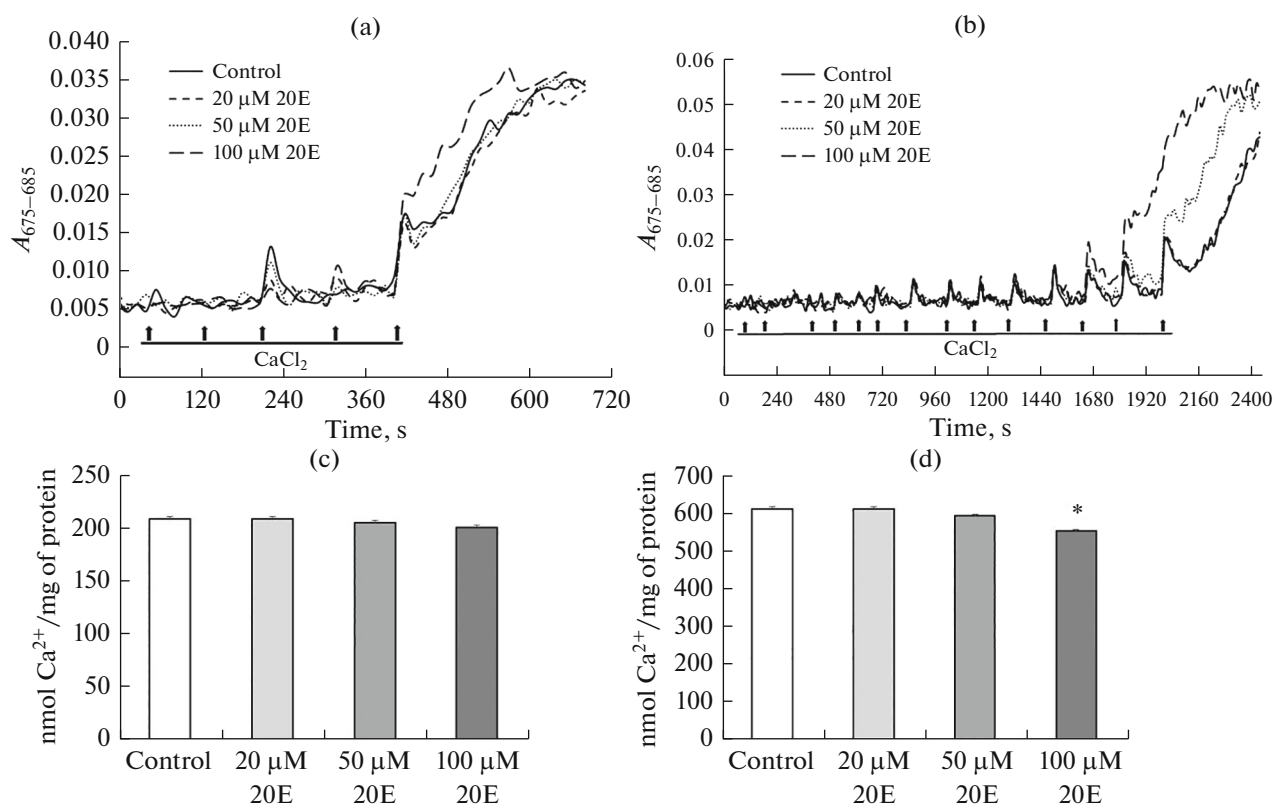 (a)
0.040
0.035
0.030
0.025
0.020
0.015
0.010
0.005
0
A675–685
Control
20 μM 20E
50 μM 20E
100 μM 20E
CaCl2
0 120 240 360 480 600 720
Time, s
(b)
0.06
0.05
0.04
0.03
0.02
0.01
0
A675–685
Control
20 μM 20E
50 μM 20E
100 μM 20E
CaCl2
0 240 480 720 960 1200 1440 1680 1920 2160 2400
Time, s
(c)
250
200
150
100
50
0
nmol Ca2+/mg of protein
Control 20 μM 50 μM 100 μM
20E 20E 20E
(d)
700
600
500
400
300
200
100
0
nmol Ca2+/mg of protein
*
Control 20 μM 50 μM 100 μM
20E 20E 20E